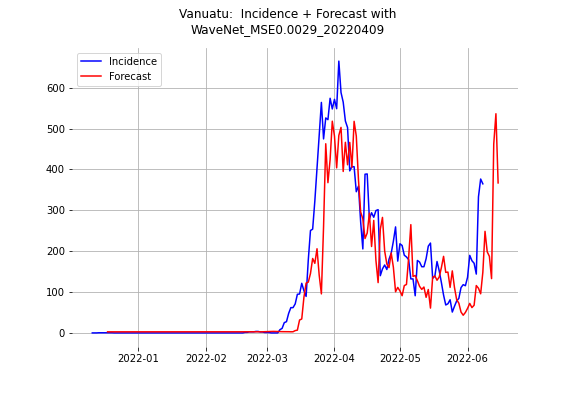 Vanuatu:  Incidence + Forecast with
WaveNet_MSE0.0029_20220409
Incidence
Forecast
600
500
400
300
200
100
0
2022-01 2022-02 2022-03 2022-04 2022-05 2022-06